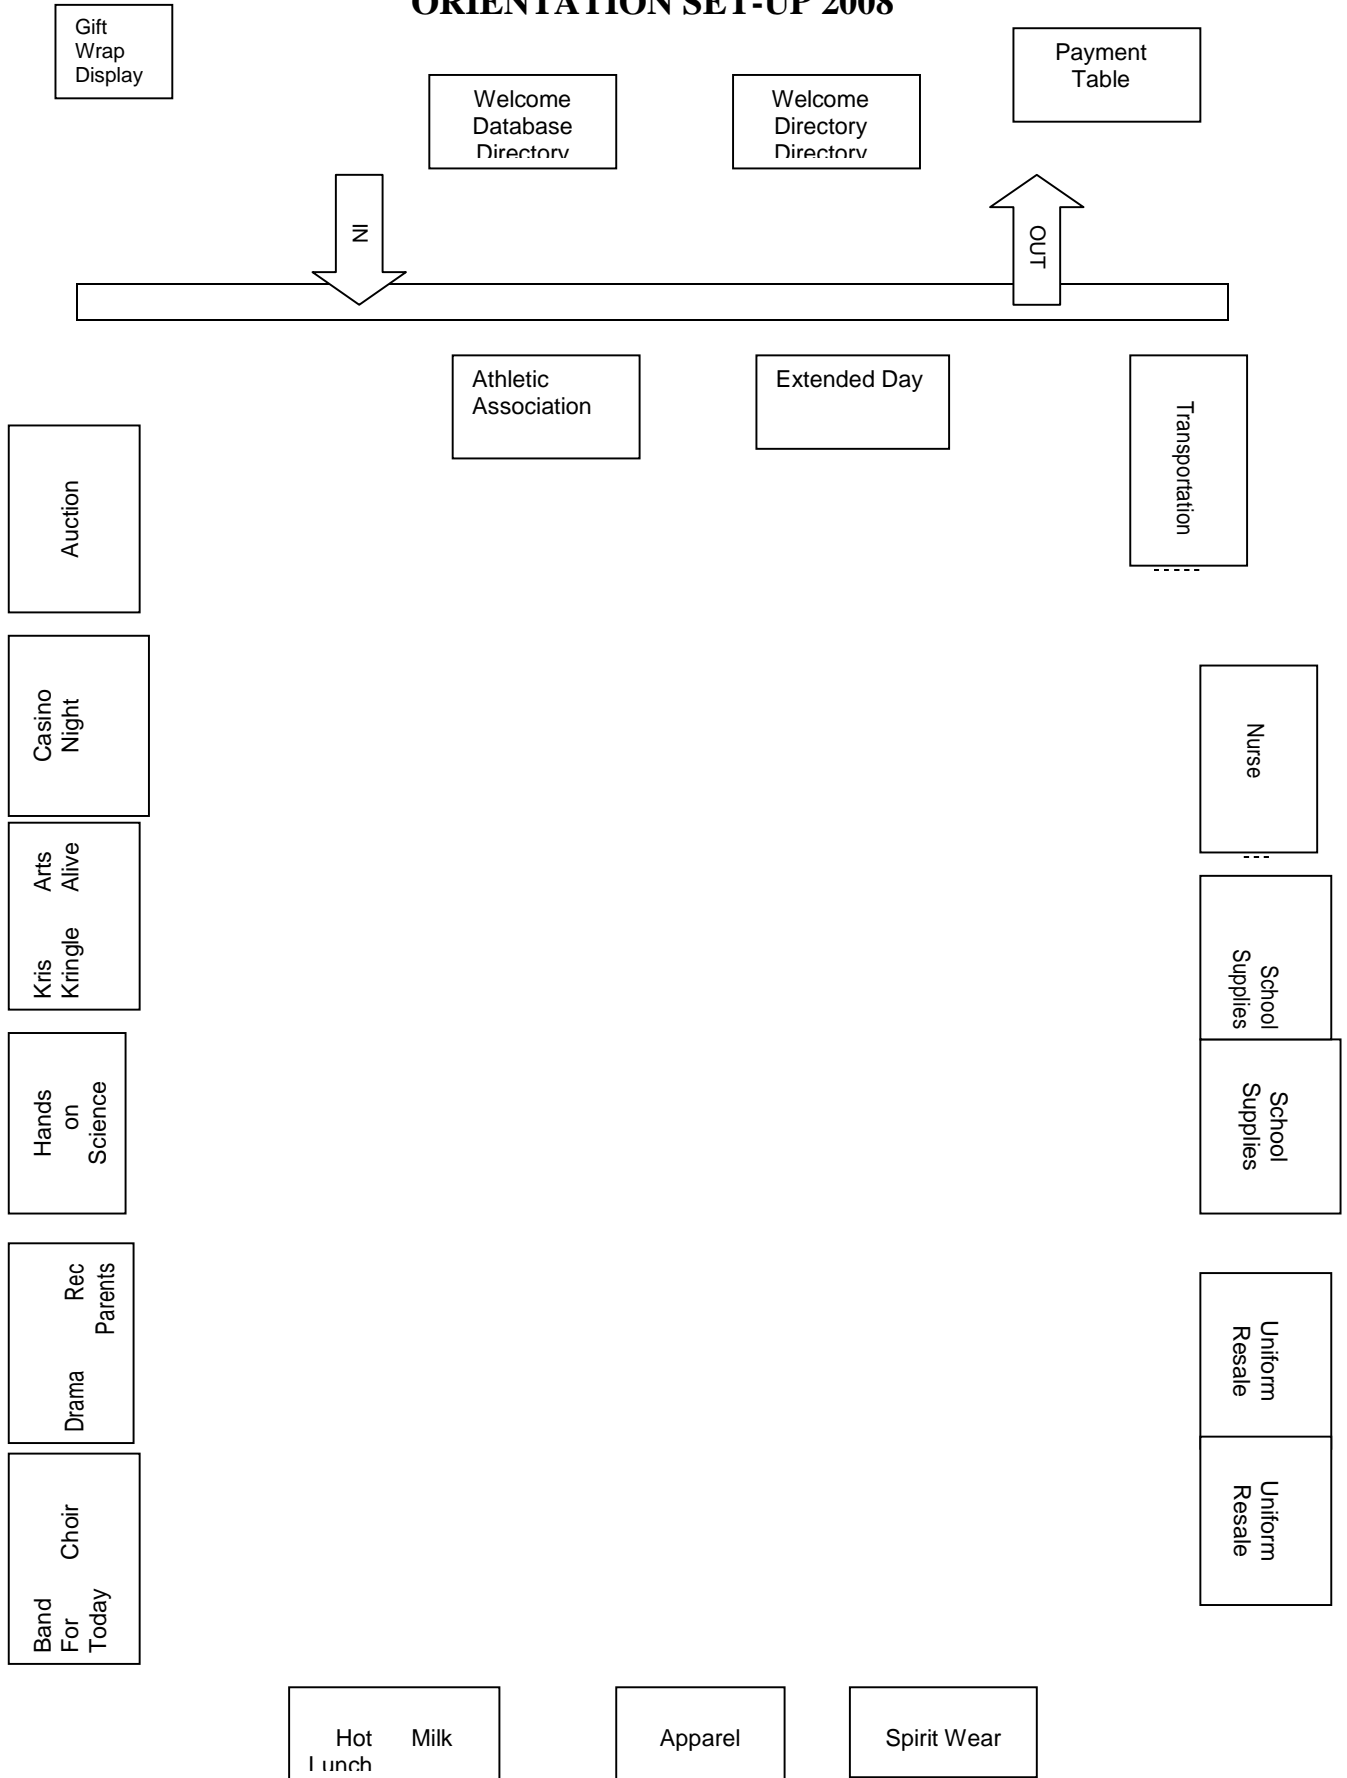 ORIENTATION SET-UP 2008
Gift
Wrap
Display
Welcome
Database
Directory
Welcome
Directory
Directory
Payment
Table
IN
OUT
Athletic
Association
Extended Day
Transportation
Auction
Casino
Night
Nurse
Arts
Alive
Kris
Kringle
School
Supplies
Hands
on
Science
School
Supplies
Rec
Parents
Drama
Uniform
Resale
Choir
Band
For
Today
Uniform
Resale
Hot Milk
Lunch
Apparel
Spirit Wear